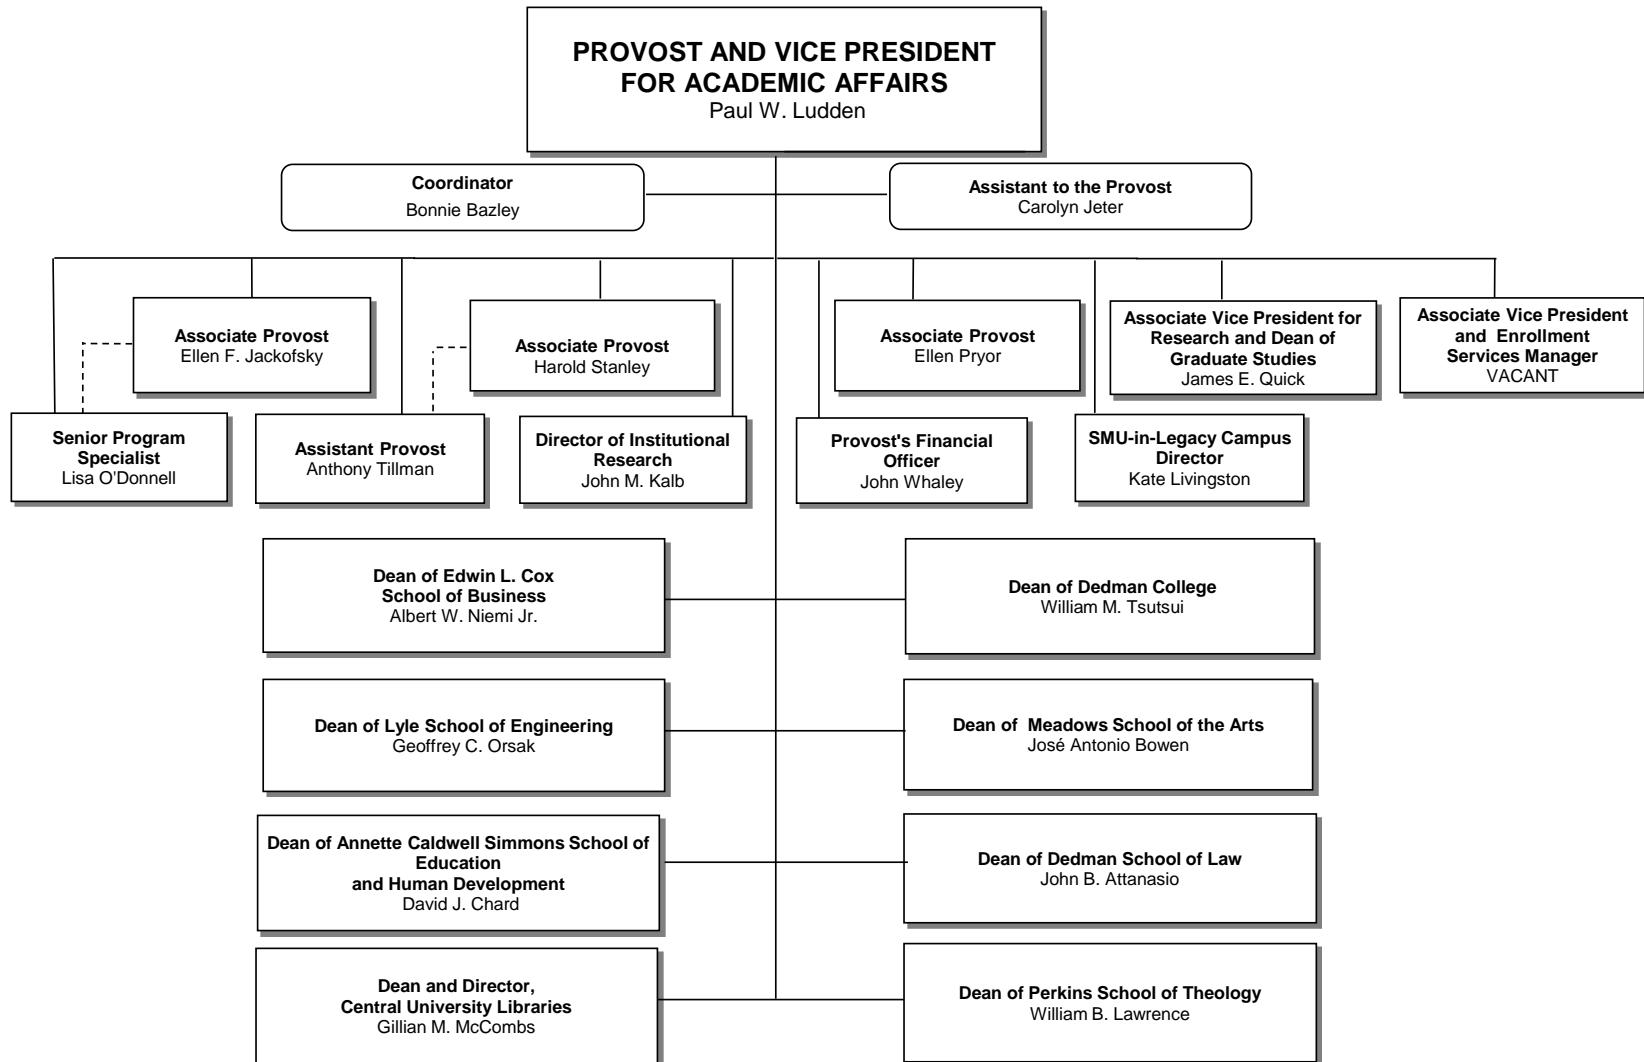 PROVOST AND VICE PRESIDENT
FOR ACADEMIC AFFAIRS
Paul W. Ludden
Coordinator
Bonnie Bazley
Assistant to the Provost
Carolyn Jeter
Associate Provost
Ellen F. Jackofsky
Associate Provost
Harold Stanley
Associate Provost
Ellen Pryor
Associate Vice President for
Research and Dean of
Graduate Studies
James E. Quick
Associate Vice President
and Enrollment
Services Manager
VACANT
Senior Program
Specialist
Lisa O'Donnell
Assistant Provost
Anthony Tillman
Director of Institutional
Research
John M. Kalb
Provost's Financial
Officer
John Whaley
SMU-in-Legacy Campus
Director
Kate Livingston
Dean of Edwin L. Cox
School of Business
Albert W. Niemi Jr.
Dean of Dedman College
William M. Tsutsui
Dean of Lyle School of Engineering
Geoffrey C. Orsak
Dean of Meadows School of the Arts
José Antonio Bowen
Dean of Annette Caldwell Simmons School of
Education
and Human Development
David J. Chard
Dean of Dedman School of Law
John B. Attanasio
Dean and Director,
Central University Libraries
Gillian M. McCombs
Dean of Perkins School of Theology
William B. Lawrence